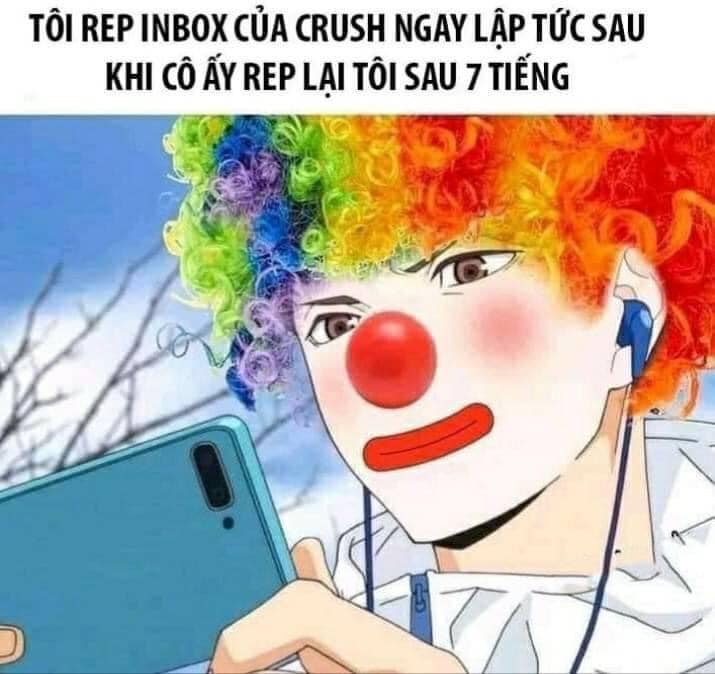 TÔI REP INBOX CỦA CRUSH NGAY LẬP TỨC SAU
KHI CÔ ẤY REP LẠI TÔI SAU 7 TIẾNG